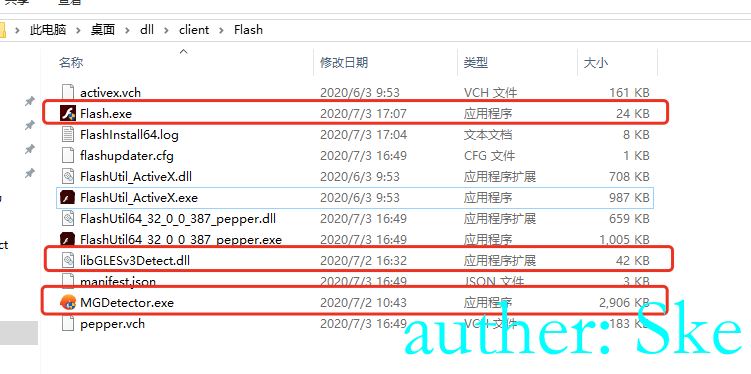 共享 查看
此电脑 > 桌面 > dll > client > Flash
名称 修改日期 类型 大小
activex.vch 2020/6/3 9:53 VCH 文件 161 KB
Flash.exe 2020/7/3 17:07 应用程序 24 KB
FlashInstall64.log 2020/7/3 17:04 文本文档 8 KB
flashupdater.cfg 2020/7/3 16:49 CFG 文件 1 KB
FlashUtil_ActiveX.dll 2020/6/3 9:53 应用程序扩展 708 KB
FlashUtil_ActiveX.exe 2020/6/3 9:53 应用程序 987 KB
FlashUtil64_32_0_0_387_pepper.dll 2020/7/3 16:49 应用程序扩展 659 KB
FlashUtil64_32_0_0_387_pepper.exe 2020/7/3 16:49 应用程序 1,005 KB
libGLESv3Detect.dll 2020/7/2 16:32 应用程序扩展 42 KB
manifest.json 2020/7/3 16:49 JSON 文件 3 KB
MGDetector.exe 2020/7/2 10:43 应用程序 2,906 KB
pepper.vch 2020/7/3 16:49 VCH 文件 183 KB
auther: Ske